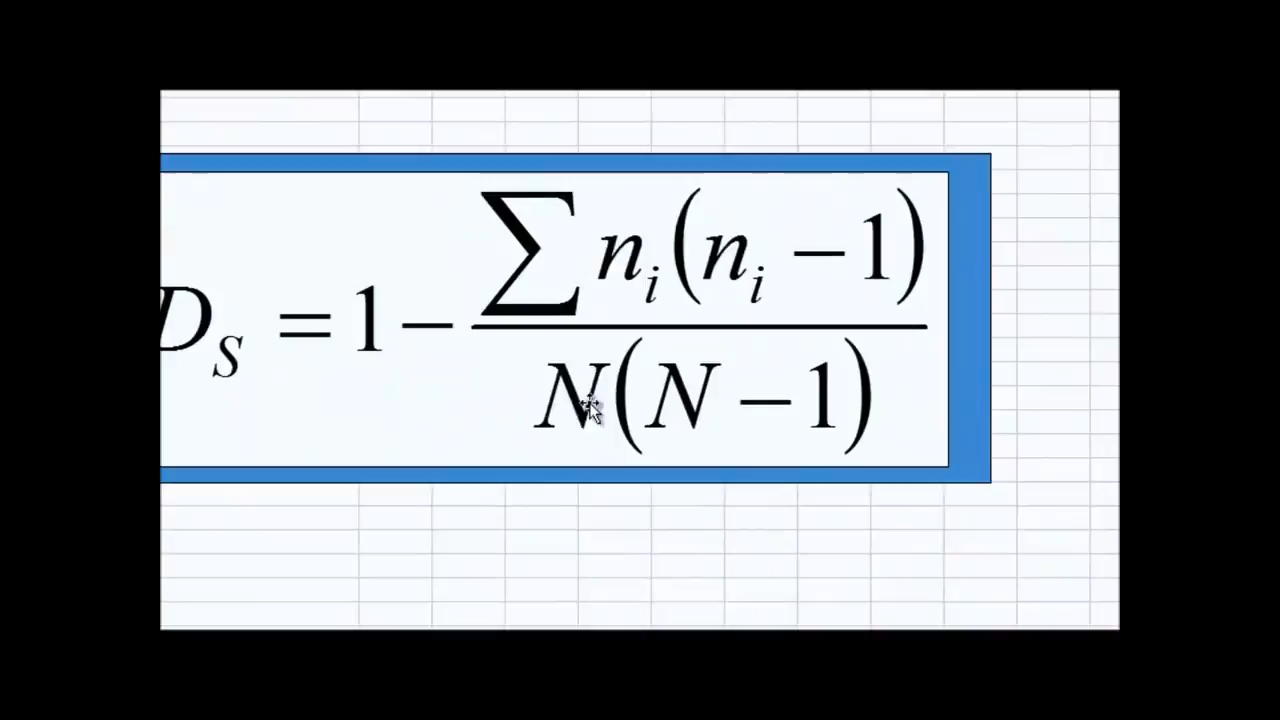 D_S = 1 − ∑ n_i (n_i − 1) / N(N − 1)